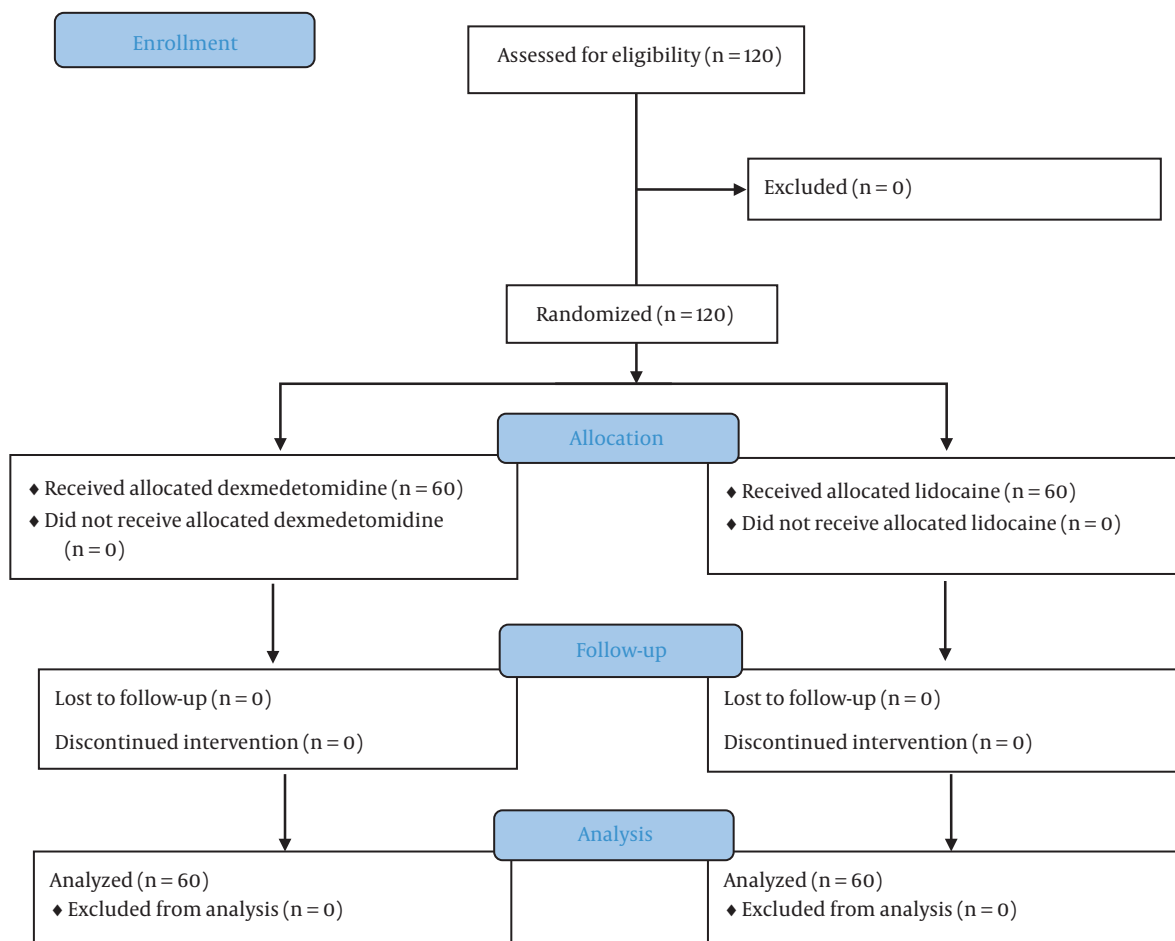 Enrollment
Assessed for eligibility (n = 120)
Excluded (n = 0)
Randomized (n = 120)
Allocation
♦ Received allocated dexmedetomidine (n = 60)
♦ Did not receive allocated dexmedetomidine
(n = 0)
♦ Received allocated lidocaine (n = 60)
♦ Did not receive allocated lidocaine (n = 0)
Follow-up
Lost to follow-up (n = 0)
Discontinued intervention (n = 0)
Lost to follow-up (n = 0)
Discontinued intervention (n = 0)
Analysis
Analyzed (n = 60)
♦ Excluded from analysis (n = 0)
Analyzed (n = 60)
♦ Excluded from analysis (n = 0)